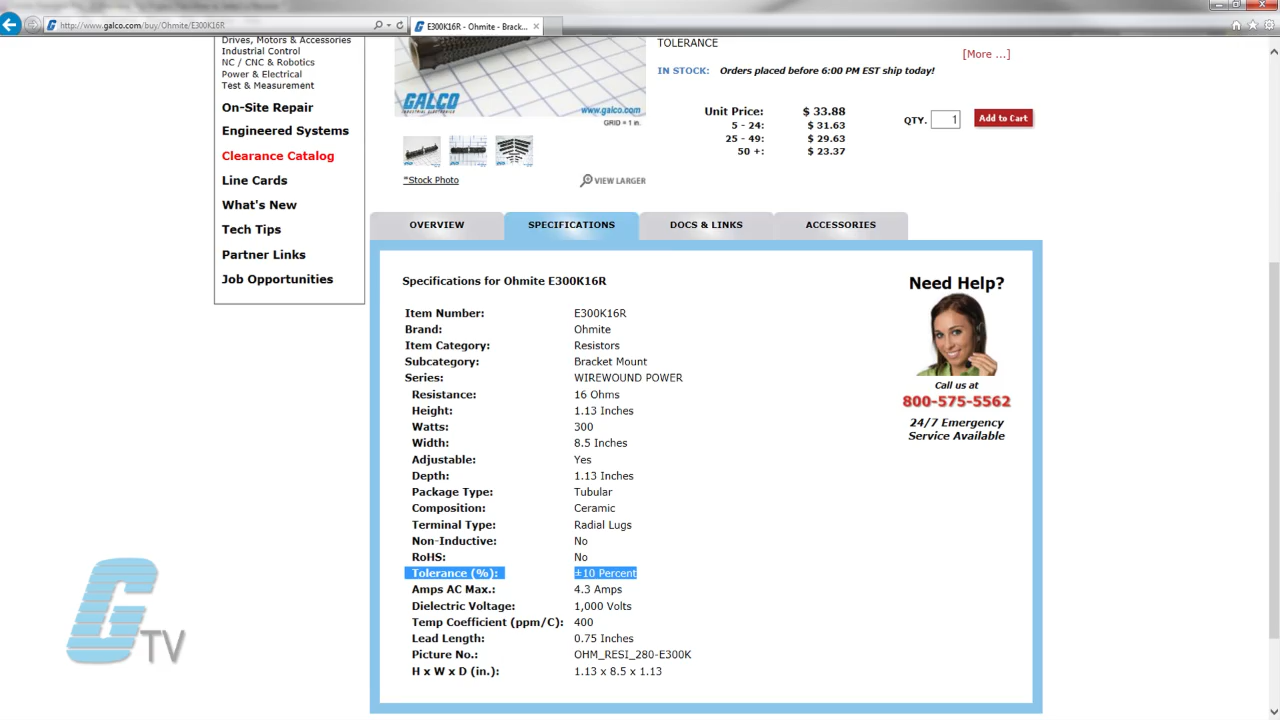 http://www.galco.com/buy/Ohmite/E300K16R
E300K16R - Ohmite - Brack...
Drives, Motors & Accessories
Industrial Control
NC / CNC & Robotics
Power & Electrical
Test & Measurement
On-Site Repair
Engineered Systems
Clearance Catalog
Line Cards
What's New
Tech Tips
Partner Links
Job Opportunities
GALCO
INDUSTRIAL ELECTRONICS
www.galco.com
GRID = 1 in.
*Stock Photo
VIEW LARGER
TOLERANCE
[More ...]
IN STOCK: Orders placed before 6:00 PM EST ship today!
Unit Price: $ 33.88
5 - 24: $ 31.63
25 - 49: $ 29.63
50 +: $ 23.37
QTY. 1 Add to Cart
OVERVIEW SPECIFICATIONS DOCS & LINKS ACCESSORIES
Specifications for Ohmite E300K16R
Item Number: E300K16R
Brand: Ohmite
Item Category: Resistors
Subcategory: Bracket Mount
Series: WIREWOUND POWER
Resistance: 16 Ohms
Height: 1.13 Inches
Watts: 300
Width: 8.5 Inches
Adjustable: Yes
Depth: 1.13 Inches
Package Type: Tubular
Composition: Ceramic
Terminal Type: Radial Lugs
Non-Inductive: No
RoHS: No
Tolerance (%): ±10 Percent
Amps AC Max.: 4.3 Amps
Dielectric Voltage: 1,000 Volts
Temp Coefficient (ppm/C): 400
Lead Length: 0.75 Inches
Picture No.: OHM_RESI_280-E300K
H x W x D (in.): 1.13 x 8.5 x 1.13
Need Help?
Call us at
800-575-5562
24/7 Emergency
Service Available
G TV